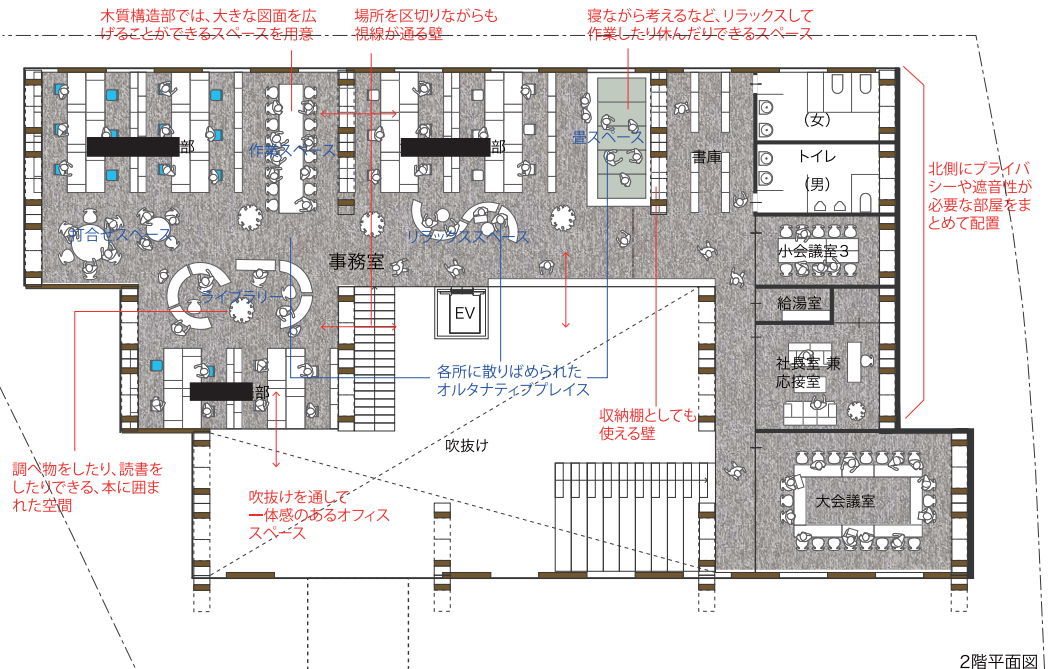 木質構造部では、大きな図面を広
げることができるスペースを用意
場所を区切りながらも
視線が通る壁
寝ながら考えるなど、リラックスして
作業したり休んだりできるスペース
部
作業スペース
部
畳スペース
書庫
(女)
トイレ
(男)
北側にプライバ
シーや遮音性が
必要な部屋をま
とめて配置
打合せスペース
リラックススペース
事務室
小会議室3
ライブラリー
EV
給湯室
社長室 兼
応接室
部
各所に散りばめられた
オルタナティブプレイス
収納棚としても
使える壁
吹抜け
調べ物をしたり、読書を
したりできる、本に囲ま
れた空間
吹抜けを通して
一体感のあるオフィス
スペース
大会議室
2階平面図